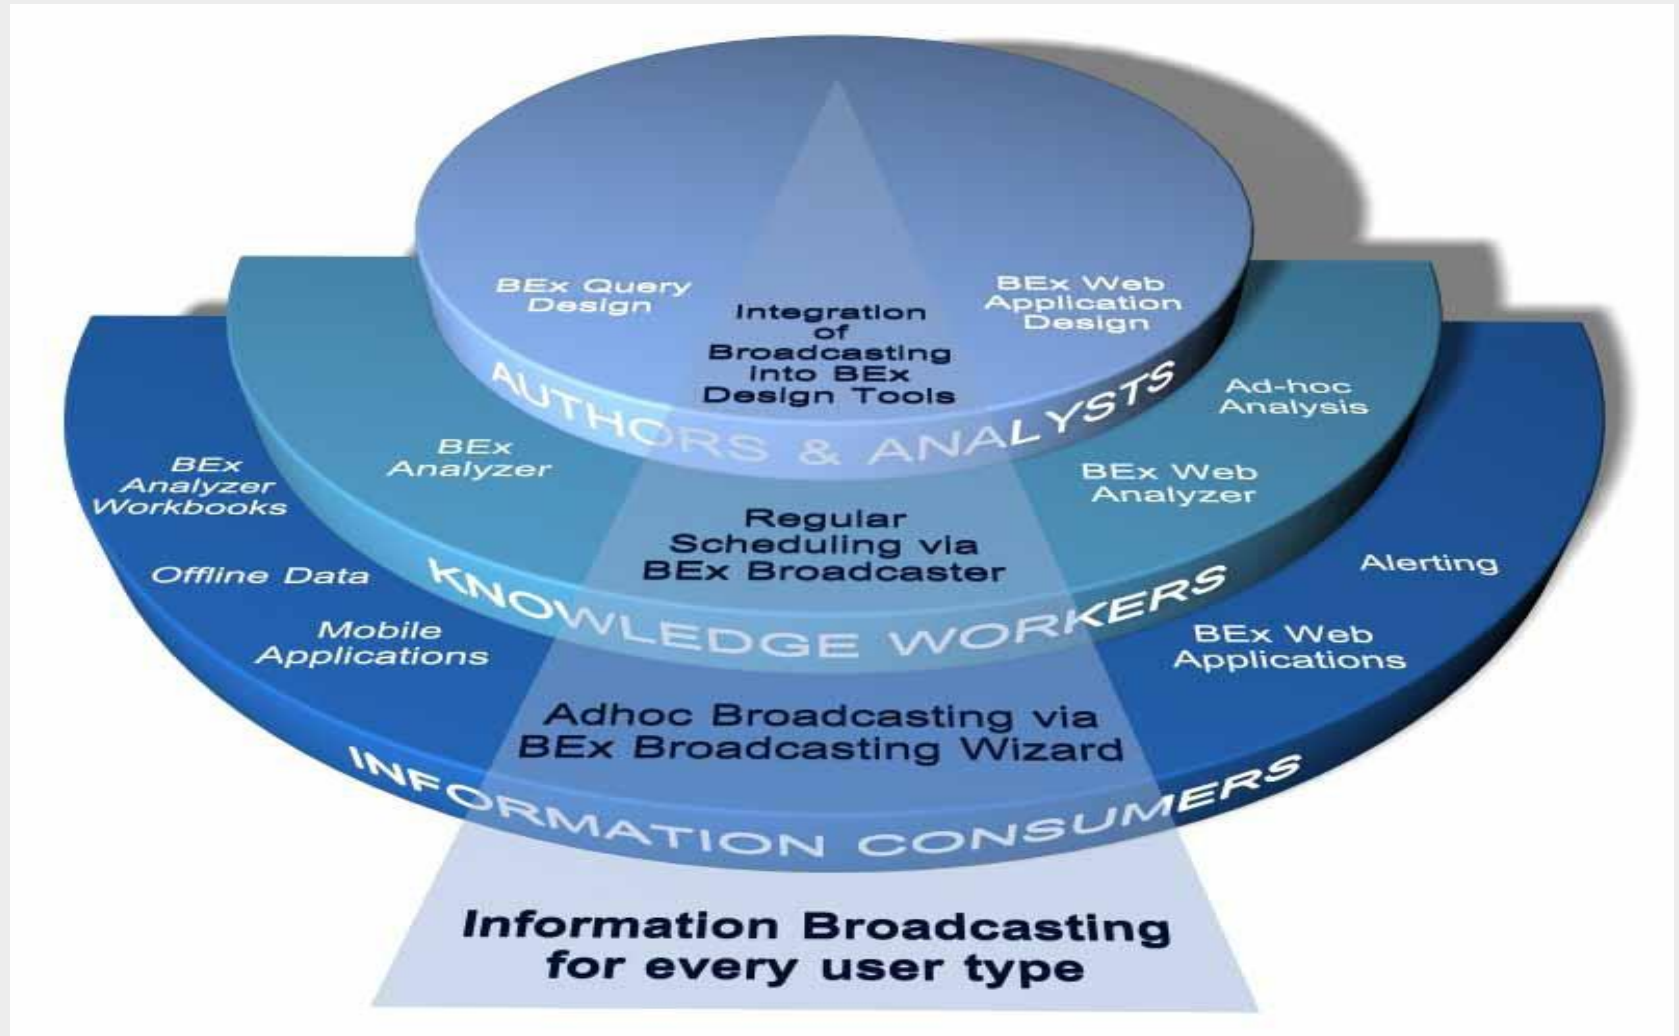 BEx Query
Design
Integration
of
Broadcasting
into BEx
Design Tools
BEx Web
Application
Design
AUTHORS & ANALYSTS
BEx
Analyzer
Regular
Scheduling via
BEx Broadcaster
BEx Web
Analyzer
Ad-hoc
Analysis
KNOWLEDGE WORKERS
BEx
Analyzer
Workbooks
Offline Data
Mobile
Applications
Adhoc Broadcasting via
BEx Broadcasting Wizard
BEx Web
Applications
Alerting
INFORMATION CONSUMERS
Information Broadcasting
for every user type